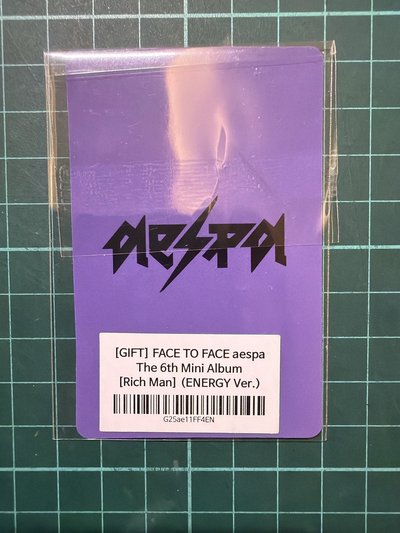 aespa
[GIFT] FACE TO FACE aespa
The 6th Mini Album
[Rich Man] (ENERGY Ver.)
G25ae11FF4EN